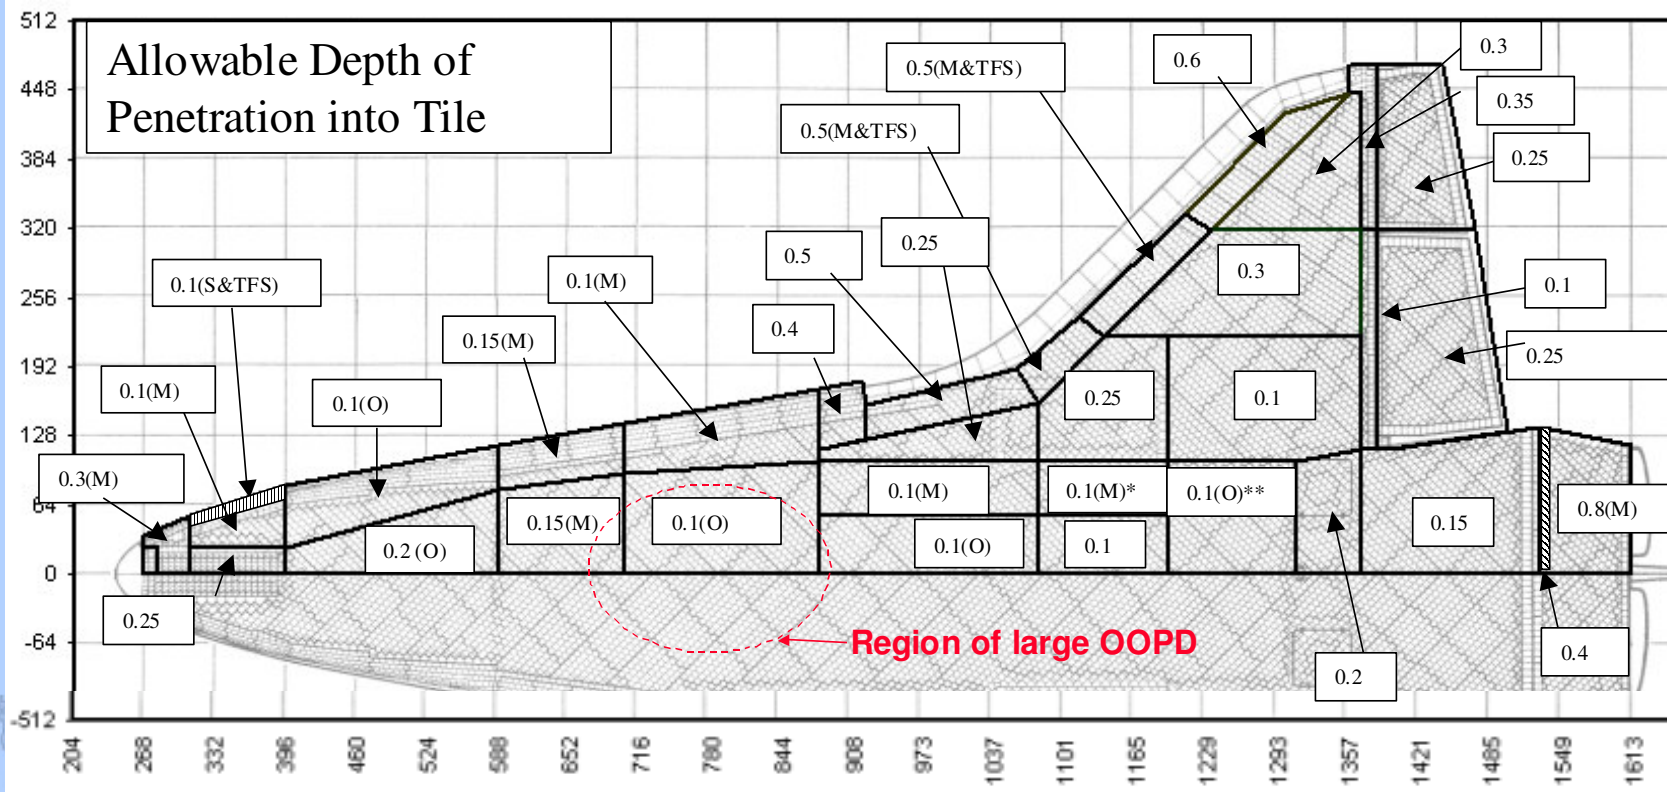 Allowable Depth of
Penetration into Tile
512
448
384
320
256
192
128
64
0
-64
-512
0.3
0.6
0.5(M&TFS)
0.35
0.5(M&TFS)
0.25
0.25
0.5
0.3
0.1(S&TFS)
0.1(M)
0.1
0.4
0.15(M)
0.25
0.1(M)
0.1(O)
0.25
0.1
0.3(M)
0.1(M)
0.1(M)*
0.1(O)**
0.8(M)
0.15(M)
0.1(O)
0.15
0.2 (O)
0.1(O)
0.1
0.25
Region of large OOPD
0.4
0.2
204
268
332
396
460
524
588
652
716
780
844
908
973
1037
1101
1165
1229
1293
1357
1421
1485
1549
1613